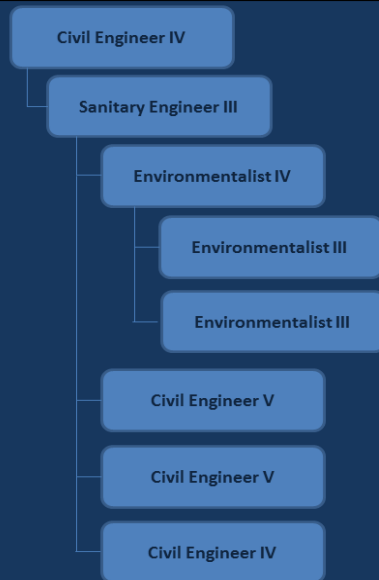 Civil Engineer IV
Sanitary Engineer III
Environmentalist IV
Environmentalist III
Environmentalist III
Civil Engineer V
Civil Engineer V
Civil Engineer IV